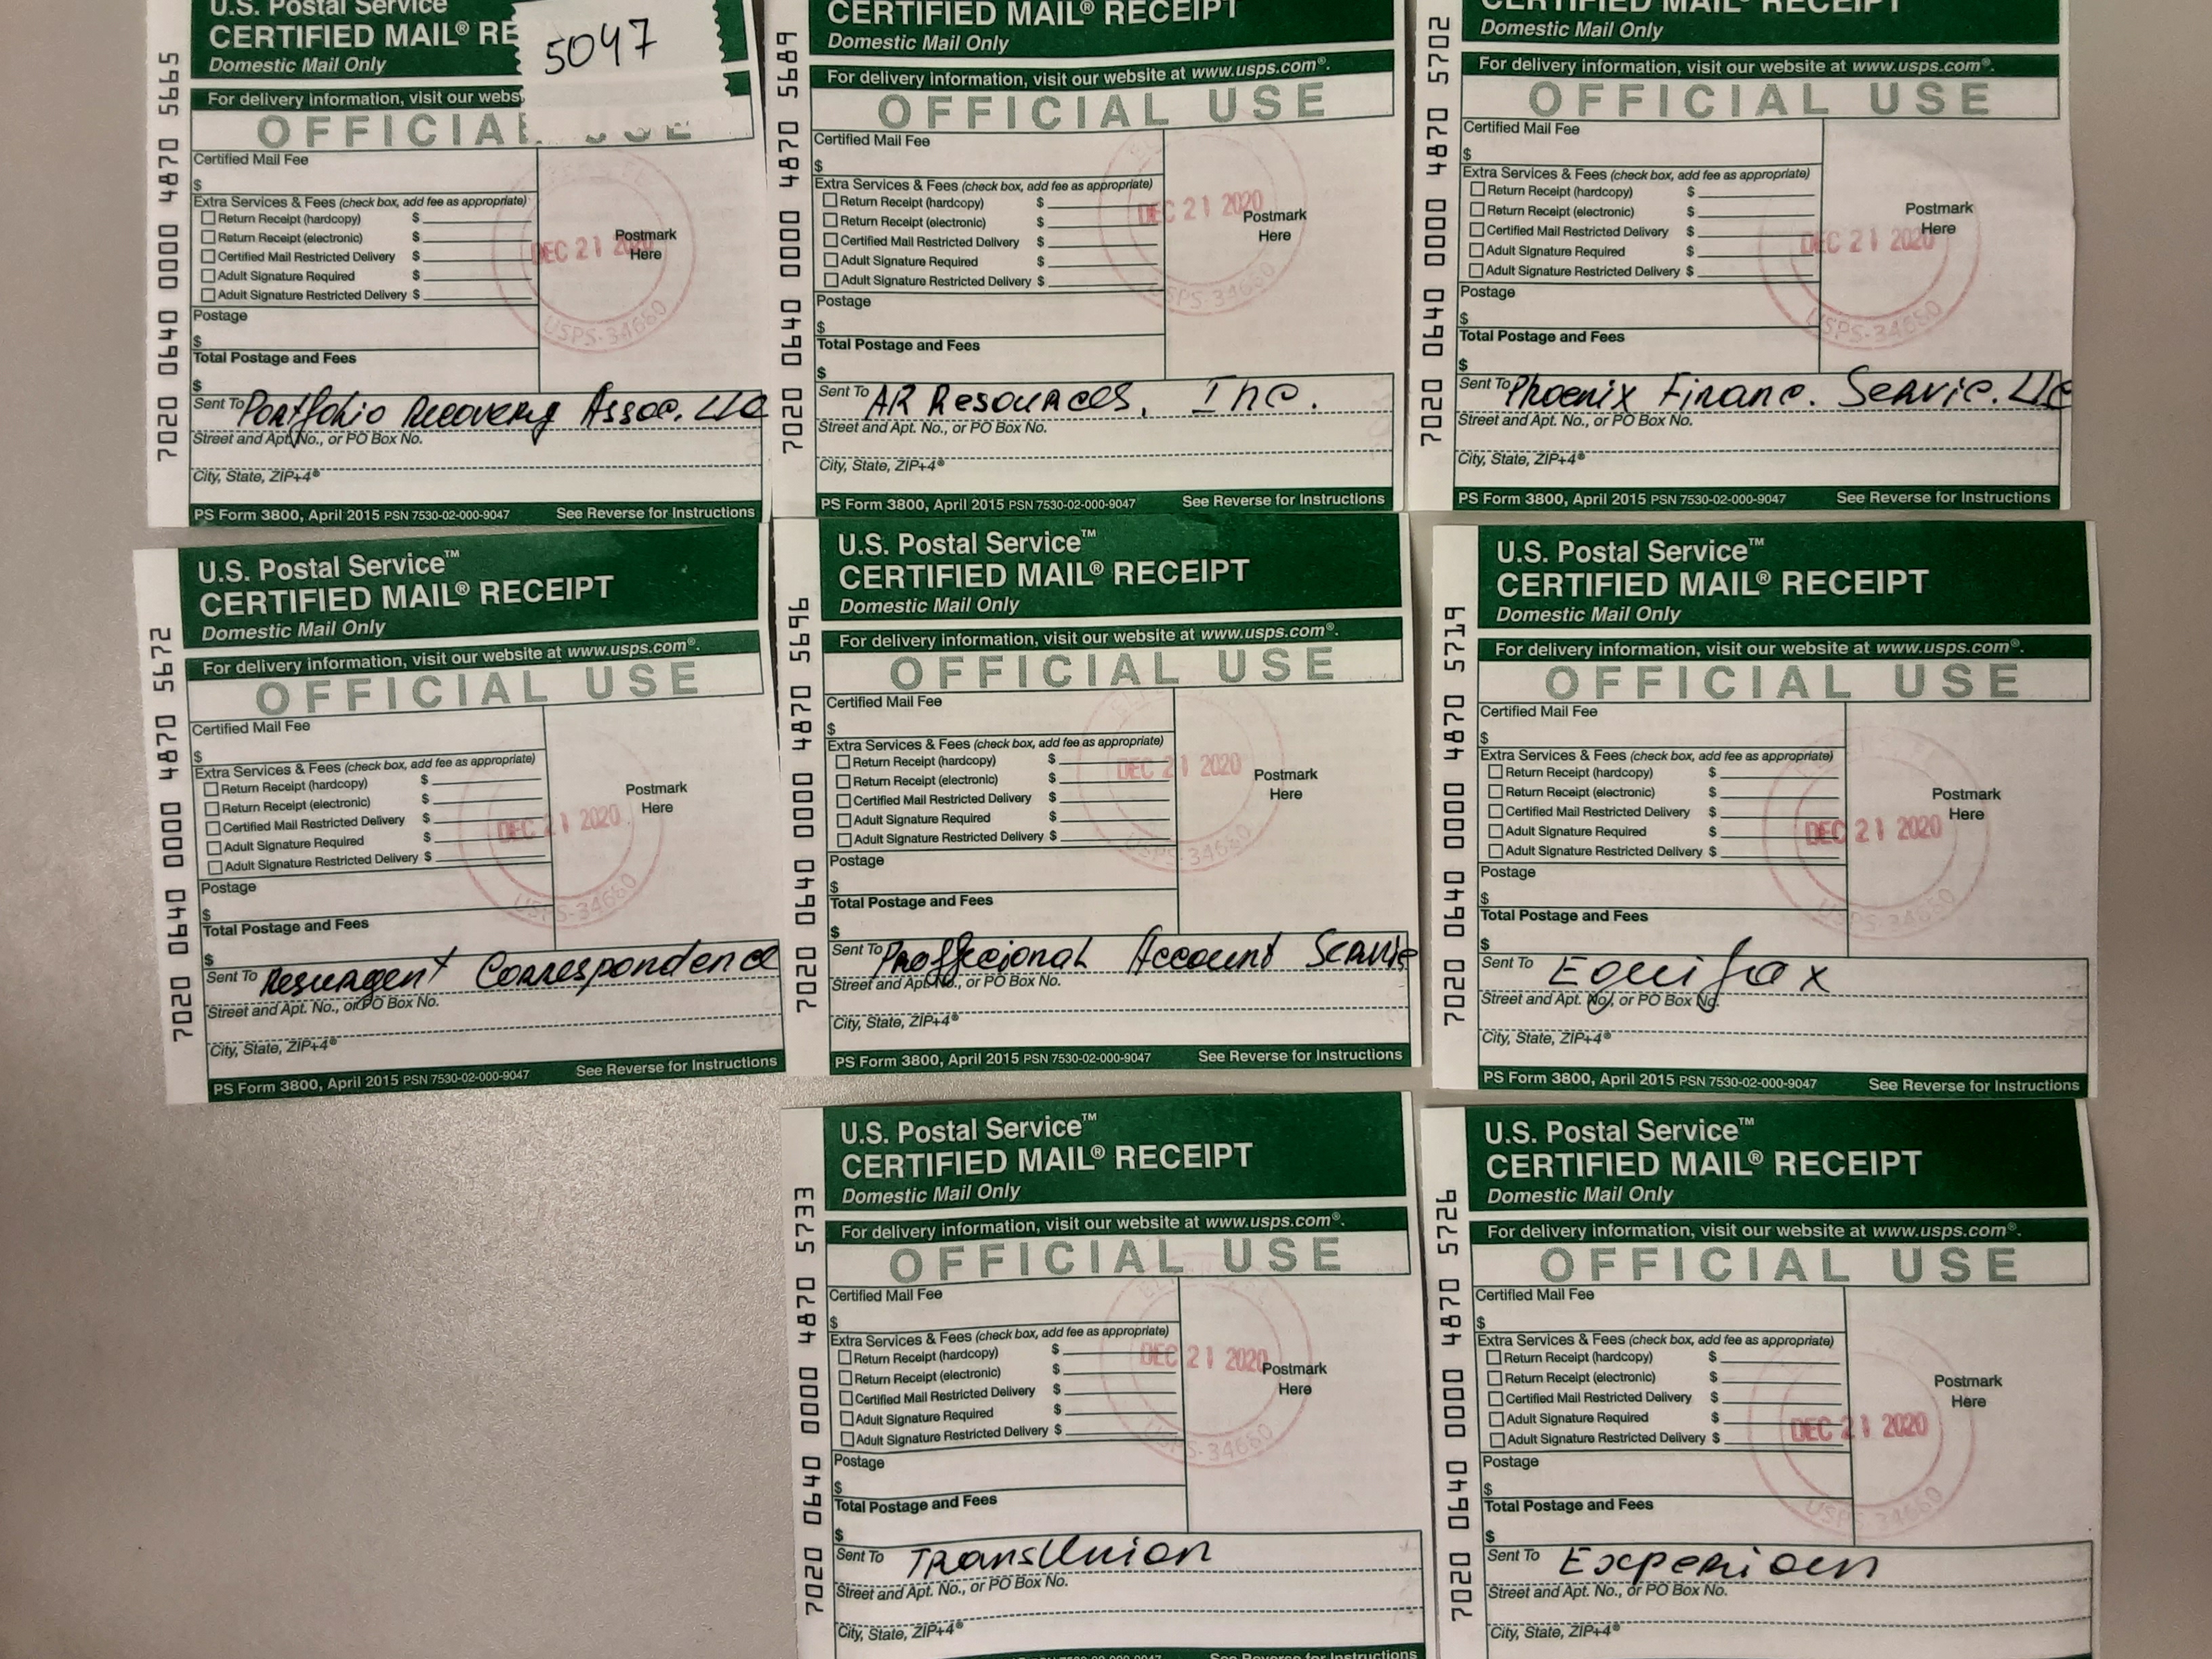 7020 0640 0000 4870 5672
U.S. Postal Service™
CERTIFIED MAIL® RECEIPT
Domestic Mail Only
For delivery information, visit our website at www.usps.com®.
OFFICIAL USE
Certified Mail Fee
$
Extra Services & Fees (check box, add fee as appropriate)
Return Receipt (hardcopy) $
Return Receipt (electronic) $
Certified Mail Restricted Delivery $
Adult Signature Required $
Adult Signature Restricted Delivery $
Postage
$
Total Postage and Fees
$
Postmark
Here
DEC 21 2020
USPS-34660
Sent To Resurgent Correspondence
Street and Apt. No., or PO Box No.
City, State, ZIP+4®
PS Form 3800, April 2015 PSN 7530-02-000-9047 See Reverse for Instructions
7020 0640 0000 4870 5665
U.S. Postal Service
CERTIFIED MAIL® RE
Domestic Mail Only
5047
For delivery information, visit our webs
OFFICIAL USE
Certified Mail Fee
$
Extra Services & Fees (check box, add fee as appropriate)
Return Receipt (hardcopy) $
Return Receipt (electronic) $
Certified Mail Restricted Delivery $
Adult Signature Required $
Adult Signature Restricted Delivery $
Postage
$
Total Postage and Fees
$
Postmark
Here
DEC 21
USPS-34660
Sent To Portfolio Recovery Assoc. LLC
Street and Apt. No., or PO Box No.
City, State, ZIP+4®
PS Form 3800, April 2015 PSN 7530-02-000-9047 See Reverse for Instructions
7020 0640 0000 4870 5733
U.S. Postal Service™
CERTIFIED MAIL® RECEIPT
Domestic Mail Only
For delivery information, visit our website at www.usps.com®.
OFFICIAL USE
Certified Mail Fee
$
Extra Services & Fees (check box, add fee as appropriate)
Return Receipt (hardcopy) $
Return Receipt (electronic) $
Certified Mail Restricted Delivery $
Adult Signature Required $
Adult Signature Restricted Delivery $
Postage
$
Total Postage and Fees
$
Postmark
Here
DEC 21 2020
USPS-34660
Sent To TransUnion
Street and Apt. No., or PO Box No.
City, State, ZIP+4®
7020 0640 0000 4870 5696
U.S. Postal Service™
CERTIFIED MAIL® RECEIPT
Domestic Mail Only
For delivery information, visit our website at www.usps.com®.
OFFICIAL USE
Certified Mail Fee
$
Extra Services & Fees (check box, add fee as appropriate)
Return Receipt (hardcopy) $
Return Receipt (electronic) $
Certified Mail Restricted Delivery $
Adult Signature Required $
Adult Signature Restricted Delivery $
Postage
$
Total Postage and Fees
$
Postmark
Here
DEC 21 2020
USPS-34660
Sent To Account
Street and Apt. No., or PO Box No.
City, State, ZIP+4®
PS Form 3800, April 2015 PSN 7530-02-000-9047 See Reverse for Instructions
7020 0640 0000 4870 5689
CERTIFIED MAIL® RECEIPT
Domestic Mail Only
For delivery information, visit our website at www.usps.com®.
OFFICIAL USE
Certified Mail Fee
$
Extra Services & Fees (check box, add fee as appropriate)
Return Receipt (hardcopy) $
Return Receipt (electronic) $
Certified Mail Restricted Delivery $
Adult Signature Required $
Adult Signature Restricted Delivery $
Postage
$
Total Postage and Fees
$
Postmark
Here
DEC 21 2020
USPS-34660
Sent To AR Resources. Inc.
Street and Apt. No., or PO Box No.
City, State, ZIP+4®
PS Form 3800, April 2015 PSN 7530-02-000-9047 See Reverse for Instructions
7020 0640 0000 4870 5726
U.S. Postal Service™
CERTIFIED MAIL® RECEIPT
Domestic Mail Only
For delivery information, visit our website at www.usps.com®.
OFFICIAL USE
Certified Mail Fee
$
Extra Services & Fees (check box, add fee as appropriate)
Return Receipt (hardcopy) $
Return Receipt (electronic) $
Certified Mail Restricted Delivery $
Adult Signature Required $
Adult Signature Restricted Delivery $
Postage
$
Total Postage and Fees
$
Postmark
Here
DEC 21 2020
USPS-34660
Sent To Experion
Street and Apt. No., or PO Box No.
City, State, ZIP+4®
7020 0640 0000 4870 5719
U.S. Postal Service™
CERTIFIED MAIL® RECEIPT
Domestic Mail Only
For delivery information, visit our website at www.usps.com®.
OFFICIAL USE
Certified Mail Fee
$
Extra Services & Fees (check box, add fee as appropriate)
Return Receipt (hardcopy) $
Return Receipt (electronic) $
Certified Mail Restricted Delivery $
Adult Signature Required $
Adult Signature Restricted Delivery $
Postage
$
Total Postage and Fees
$
Postmark
Here
DEC 21 2020
USPS-34660
Sent To Equifax
Street and Apt. No., or PO Box No.
City, State, ZIP+4®
PS Form 3800, April 2015 PSN 7530-02-000-9047 See Reverse for Instructions
7020 0640 0000 4870 5702
CERTIFIED MAIL® RECEIPT
Domestic Mail Only
For delivery information, visit our website at www.usps.com®.
OFFICIAL USE
Certified Mail Fee
$
Extra Services & Fees (check box, add fee as appropriate)
Return Receipt (hardcopy) $
Return Receipt (electronic) $
Certified Mail Restricted Delivery $
Adult Signature Required $
Adult Signature Restricted Delivery $
Postage
$
Total Postage and Fees
$
Postmark
Here
DEC 21 2020
USPS-34660
Sent To Phoenix Financ. Servic. LLC
Street and Apt. No., or PO Box No.
City, State, ZIP+4®
PS Form 3800, April 2015 PSN 7530-02-000-9047 See Reverse for Instructions